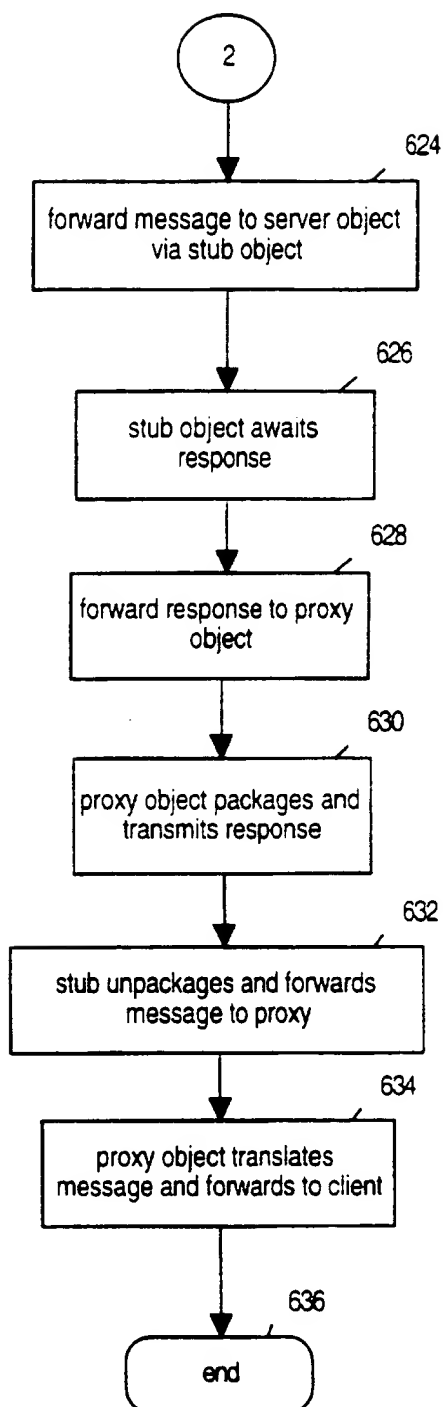 2
624
forward message to server object
via stub object
626
stub object awaits
response
628
forward response to proxy
object
630
proxy object packages and
transmits response
632
stub unpackages and forwards
message to proxy
634
proxy object translates
message and forwards to client
636
end